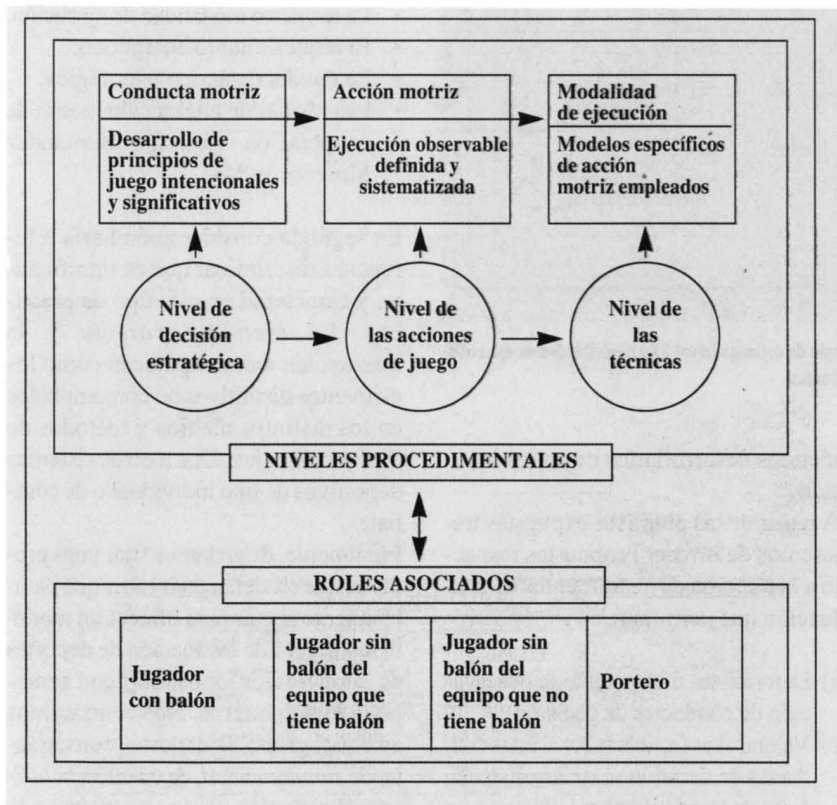 Conducta motriz
Desarrollo de
principios de
juego intencionales
y significativos
Acción motriz
Ejecución observable
definida y
sistematizada
Modalidad
de ejecución
Modelos específicos
de acción
motriz empleados
Nivel de
decisión
estratégica
Nivel de
las acciones
de juego
Nivel de
las
técnicas
NIVELES PROCEDIMENTALES
ROLES ASOCIADOS
Jugador
con balón
Jugador sin
balón del
equipo que
tiene balón
Jugador sin
balón del
equipo no
tiene balón
Portero